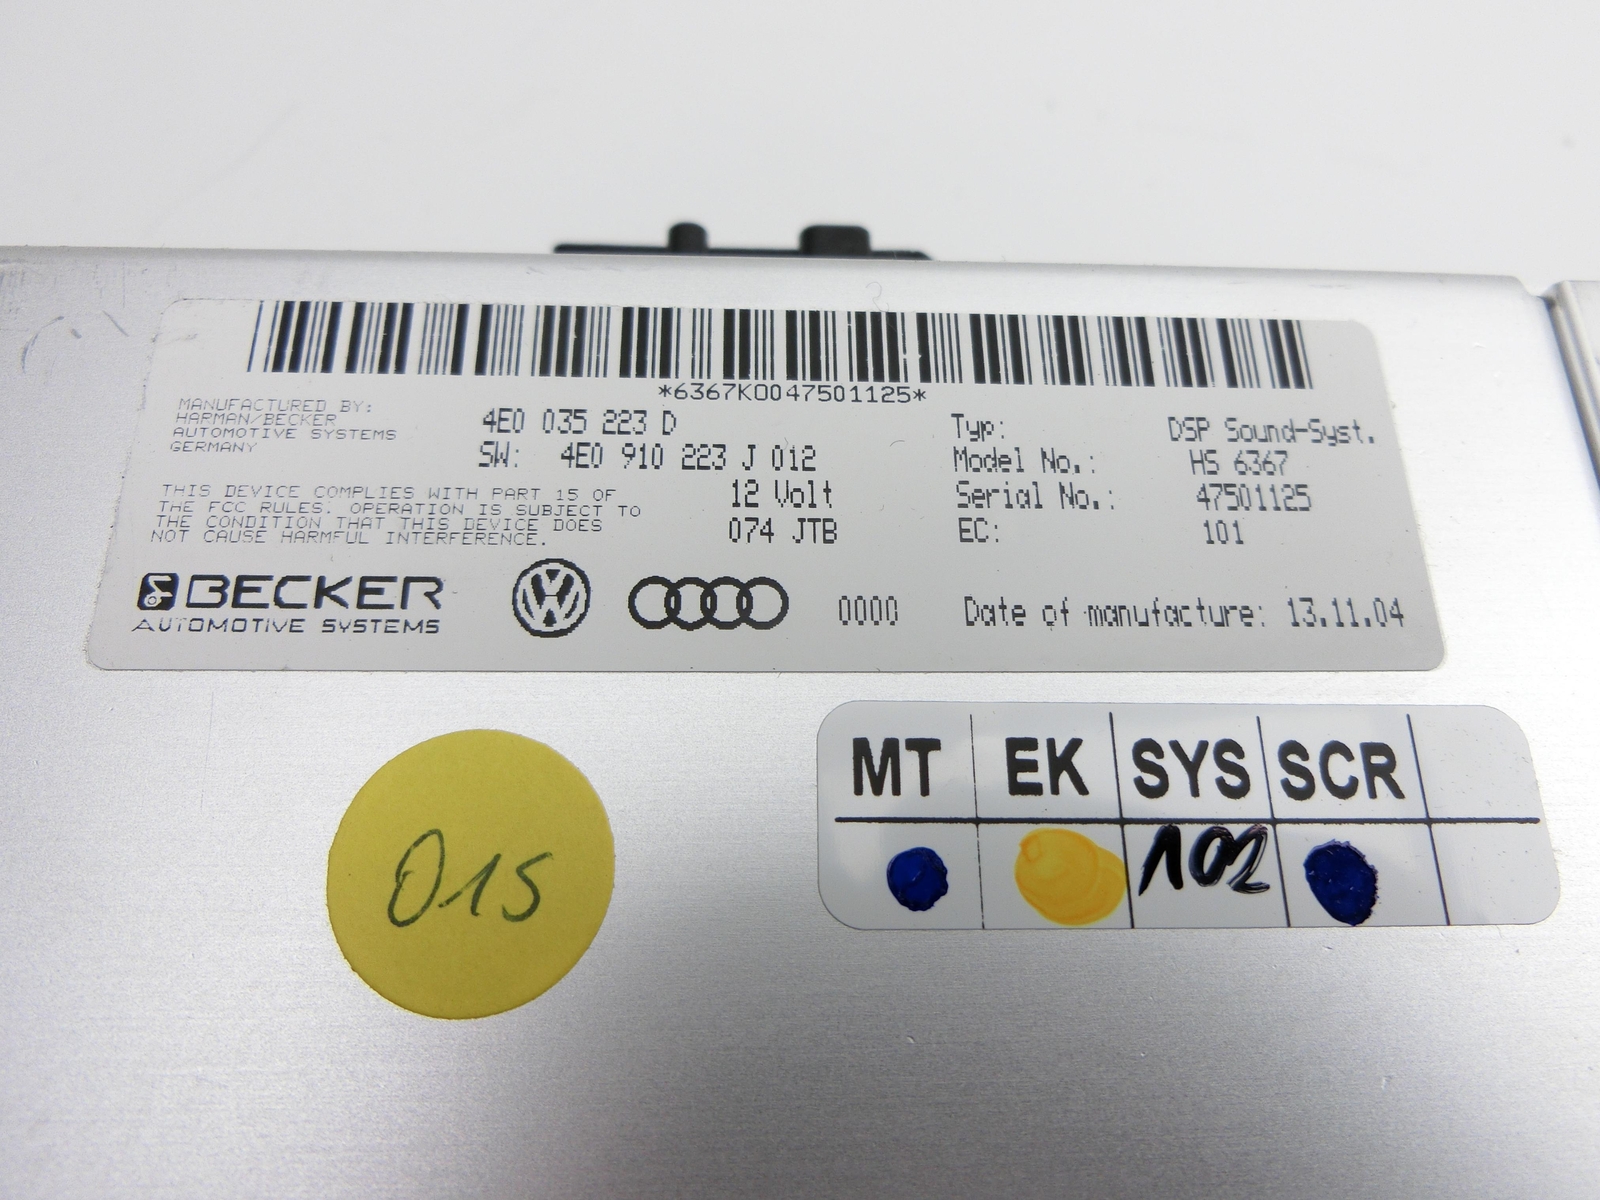 *6367K0047501125*
MANUFACTURED BY:
HARMAN/BECKER
AUTOMOTIVE SYSTEMS
GERMANY
4E0 035 223 D
SW: 4E0 910 223 J 012
12 Volt
074 JTB
Typ: DSP Sound-Syst.
Model No.: HS 6367
Serial No.: 47501125
EC: 101
THIS DEVICE COMPLIES WITH PART 15 OF
THE FCC RULES. OPERATION IS SUBJECT TO
THE CONDITION THAT THIS DEVICE DOES
NOT CAUSE HARMFUL INTERFERENCE.
BECKER
AUTOMOTIVE SYSTEMS
0000
Date of manufacture: 13.11.04
015
MT EK SYS SCR
102